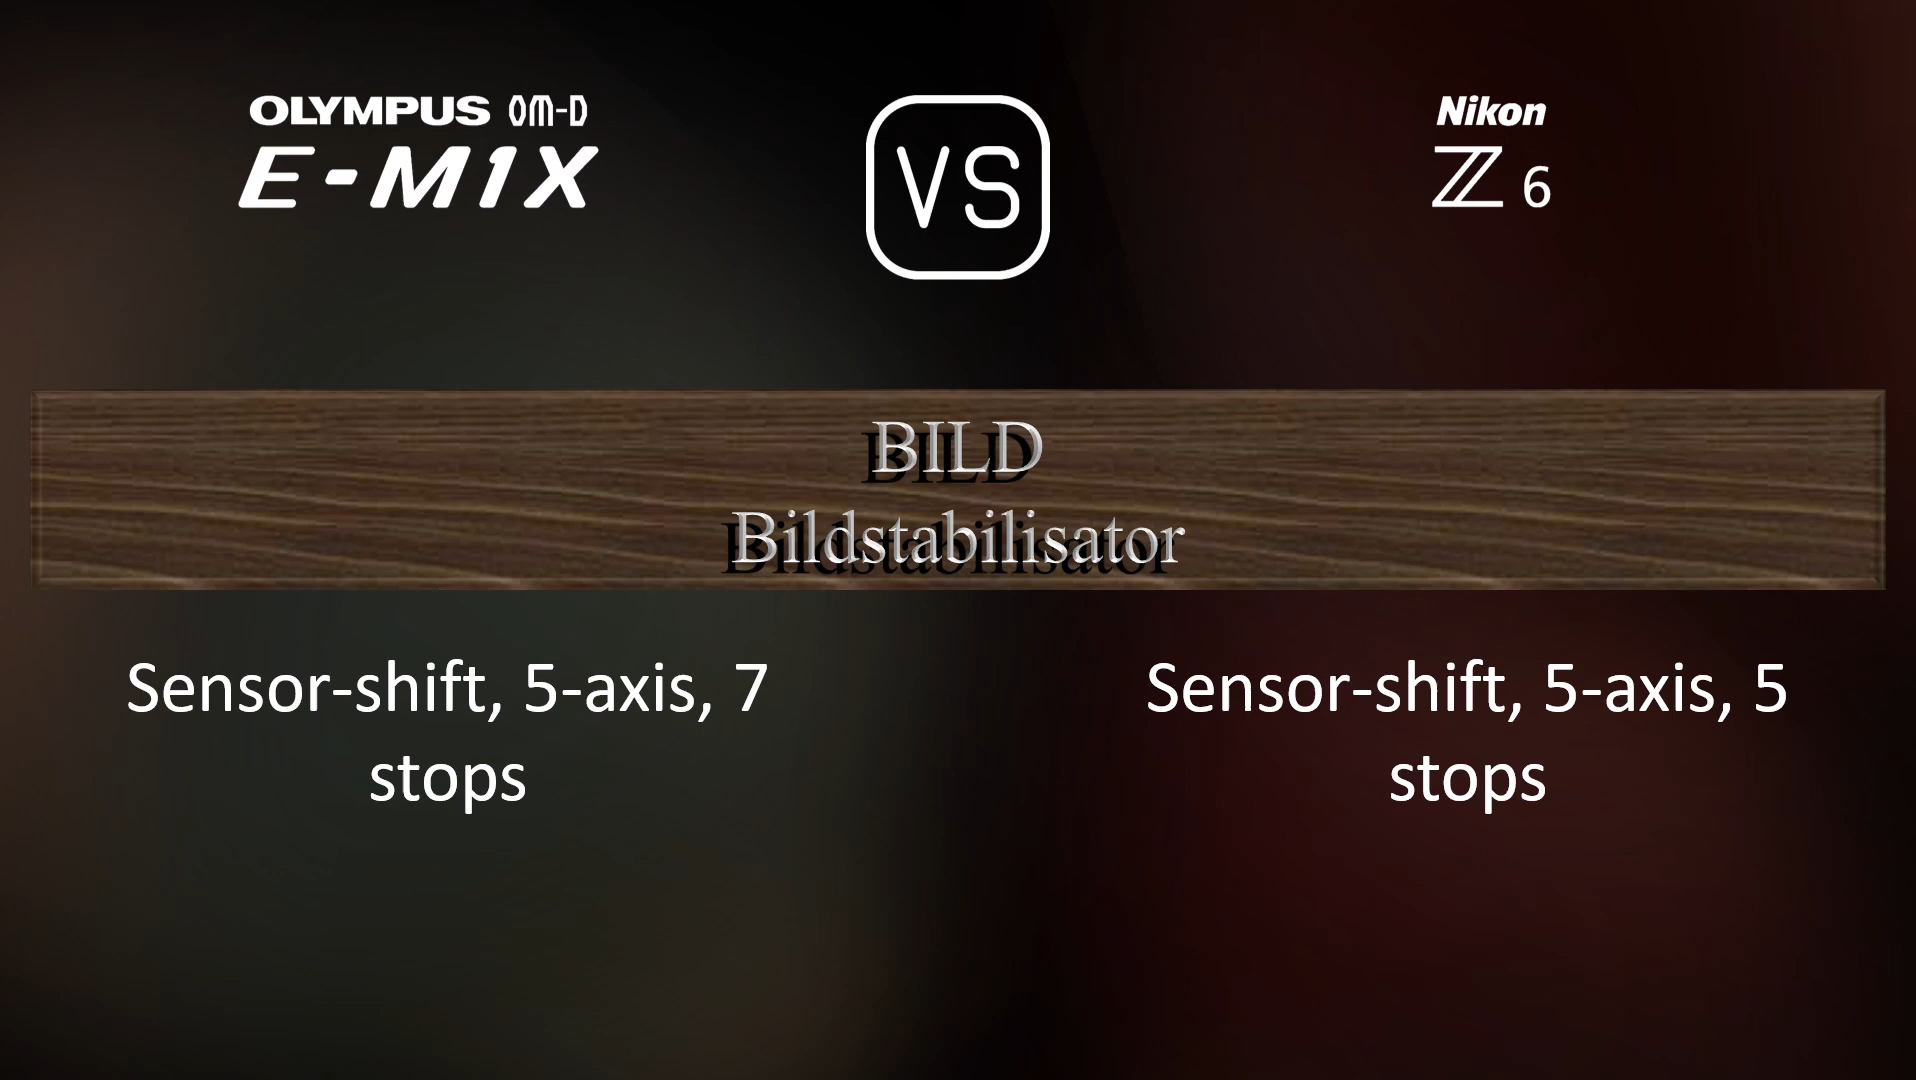 OLYMPUS OM-D
E-M1X
VS
Nikon
Z 6
BILD
Bildstabilisator
Sensor-shift, 5-axis, 7
stops
Sensor-shift, 5-axis, 5
stops